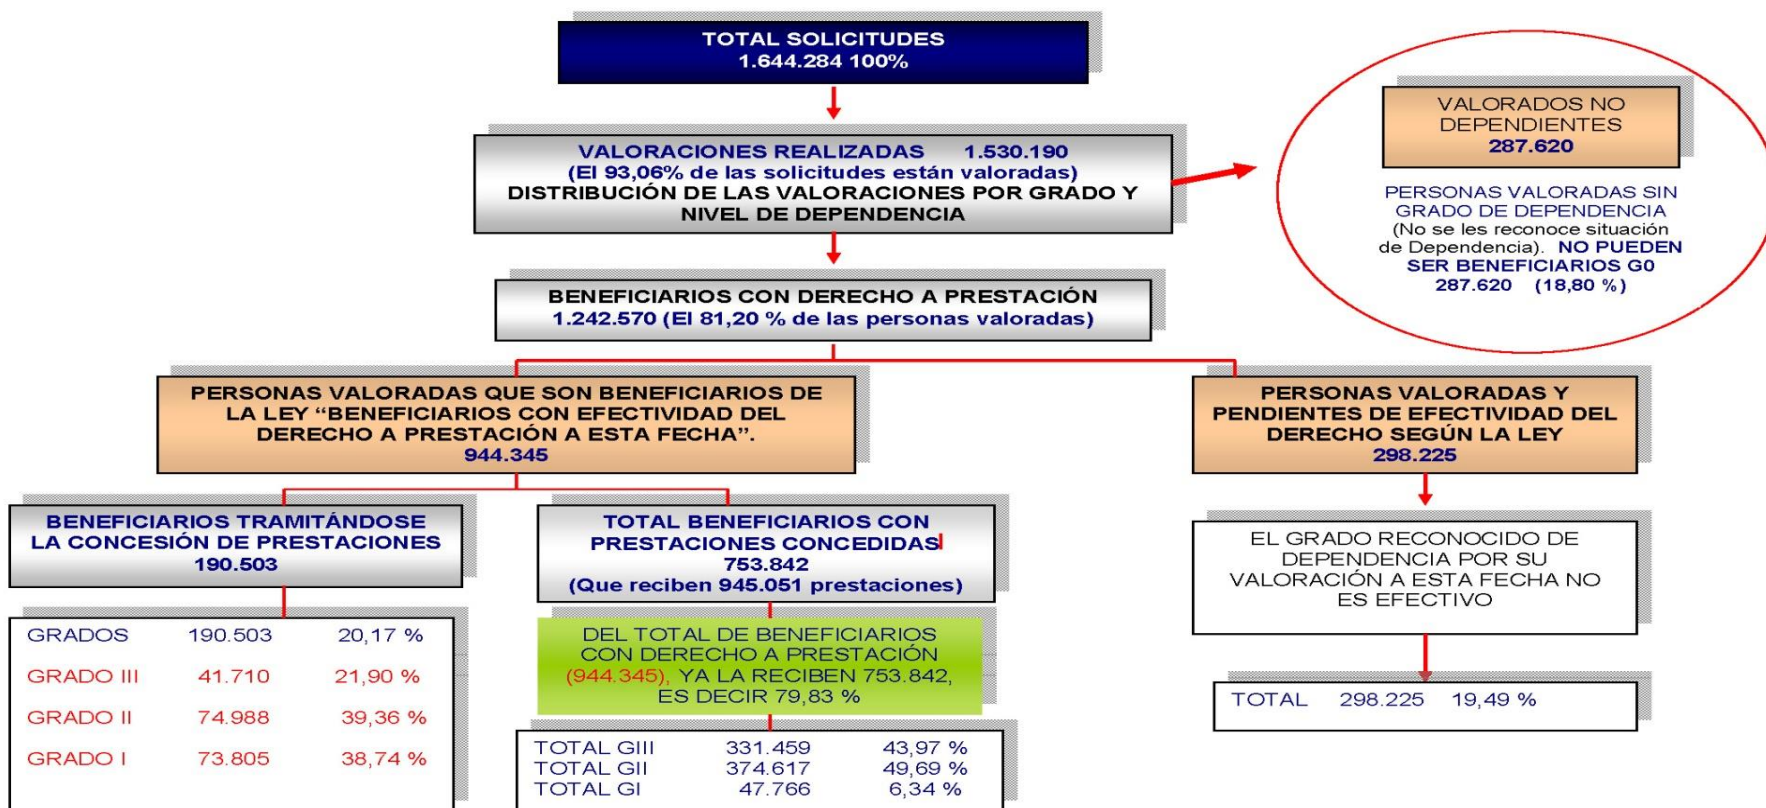 TOTAL SOLICITUDES
1.644.284 100%
VALORACIONES REALIZADAS 1.530.190
(El 93,06% de las solicitudes están valoradas)
DISTRIBUCIÓN DE LAS VALORACIONES POR GRADO Y
NIVEL DE DEPENDENCIA
VALORADOS NO
DEPENDIENTES
287.620
PERSONAS VALORADAS SIN
GRADO DE DEPENDENCIA
(No se les reconoce situación
de Dependencia). NO PUEDEN
SER BENEFICIARIOS G0
287.620 (18,80 %)
BENEFICIARIOS CON DERECHO A PRESTACIÓN
1.242.570 (El 81,20 % de las personas valoradas)
PERSONAS VALORADAS QUE SON BENEFICIARIOS DE
LA LEY “BENEFICIARIOS CON EFECTIVIDAD DEL
DERECHO A PRESTACIÓN A ESTA FECHA”.
944.345
PERSONAS VALORADAS Y
PENDIENTES DE EFECTIVIDAD DEL
DERECHO SEGÚN LA LEY
298.225
BENEFICIARIOS TRAMITÁNDOSE
LA CONCESIÓN DE PRESTACIONES
190.503
GRADOS 190.503 20,17 %
GRADO III 41.710 21,90 %
GRADO II 74.988 39,36 %
GRADO I 73.805 38,74 %
TOTAL BENEFICIARIOS CON
PRESTACIONES CONCEDIDAS
753.842
(Que reciben 945.051 prestaciones)
DEL TOTAL DE BENEFICIARIOS
CON DERECHO A PRESTACIÓN
(944.345), YA LA RECIBEN 753.842,
ES DECIR 79,83 %
TOTAL GIII 331.459 43,97 %
TOTAL GII 374.617 49,69 %
TOTAL GI 47.766 6,34 %
EL GRADO RECONOCIDO DE
DEPENDENCIA POR SU
VALORACIÓN A ESTA FECHA NO
ES EFECTIVO
TOTAL 298.225 19,49 %